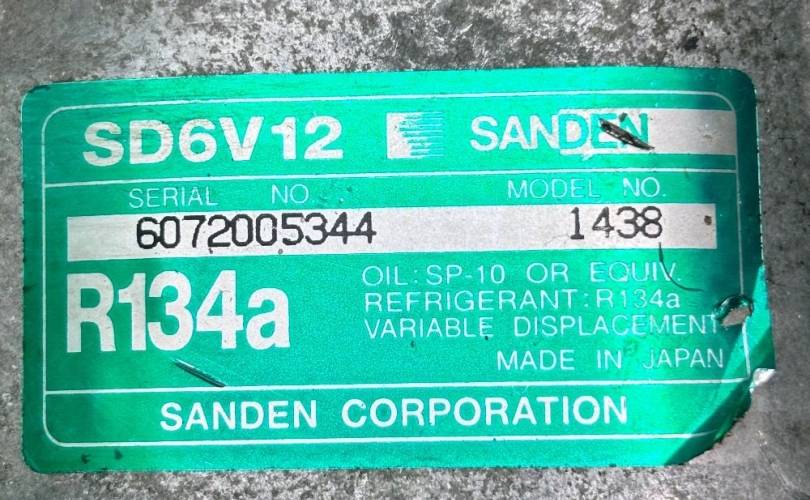 SD6V12 SANDEN
SERIAL NO. MODEL NO.
6072005344 1438
R134a
OIL:SP-10 OR EQUIV.
REFRIGERANT:R134a
VARIABLE DISPLACEMENT
MADE IN JAPAN
SANDEN CORPORATION